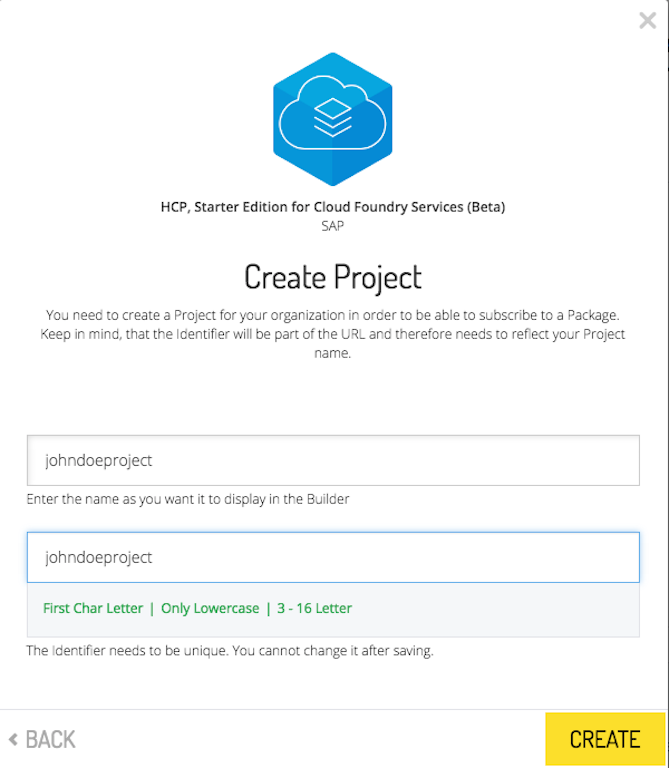 HCP, Starter Edition for Cloud Foundry Services (Beta)
SAP
Create Project
You need to create a Project for your organization in order to be able to subscribe to a Package.
Keep in mind, that the Identifier will be part of the URL and therefore needs to reflect your Project
name.
johndoeproject
Enter the name as you want it to display in the Builder
johndoeproject
First Char Letter | Only Lowercase | 3 - 16 Letter
The Identifier needs to be unique. You cannot change it after saving.
BACK
CREATE